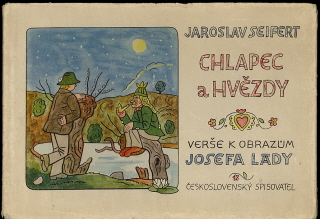 JAROSLAV SEIFERT
CHLAPEC
a HVĚZDY
VERŠE K OBRAZŮM
JOSEFA LADY
ČESKOSLOVENSKÝ SPISOVATEL